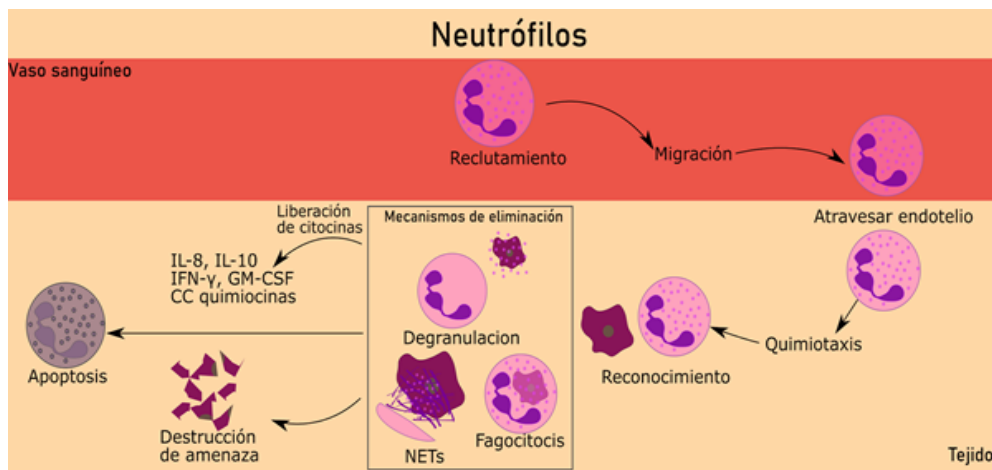 Neutrófilos
Vaso sanguíneo
Reclutamiento
Migración
Atravesar endotelio
Quimiotaxis
Reconocimiento
Mecanismos de eliminación
Degranulacion
NETs
Fagocitocis
Liberación
de citocinas
IL-8, IL-10
IFN-γ, GM-CSF
CC quimiocinas
Apoptosis
Destrucción
de amenaza
Tejido